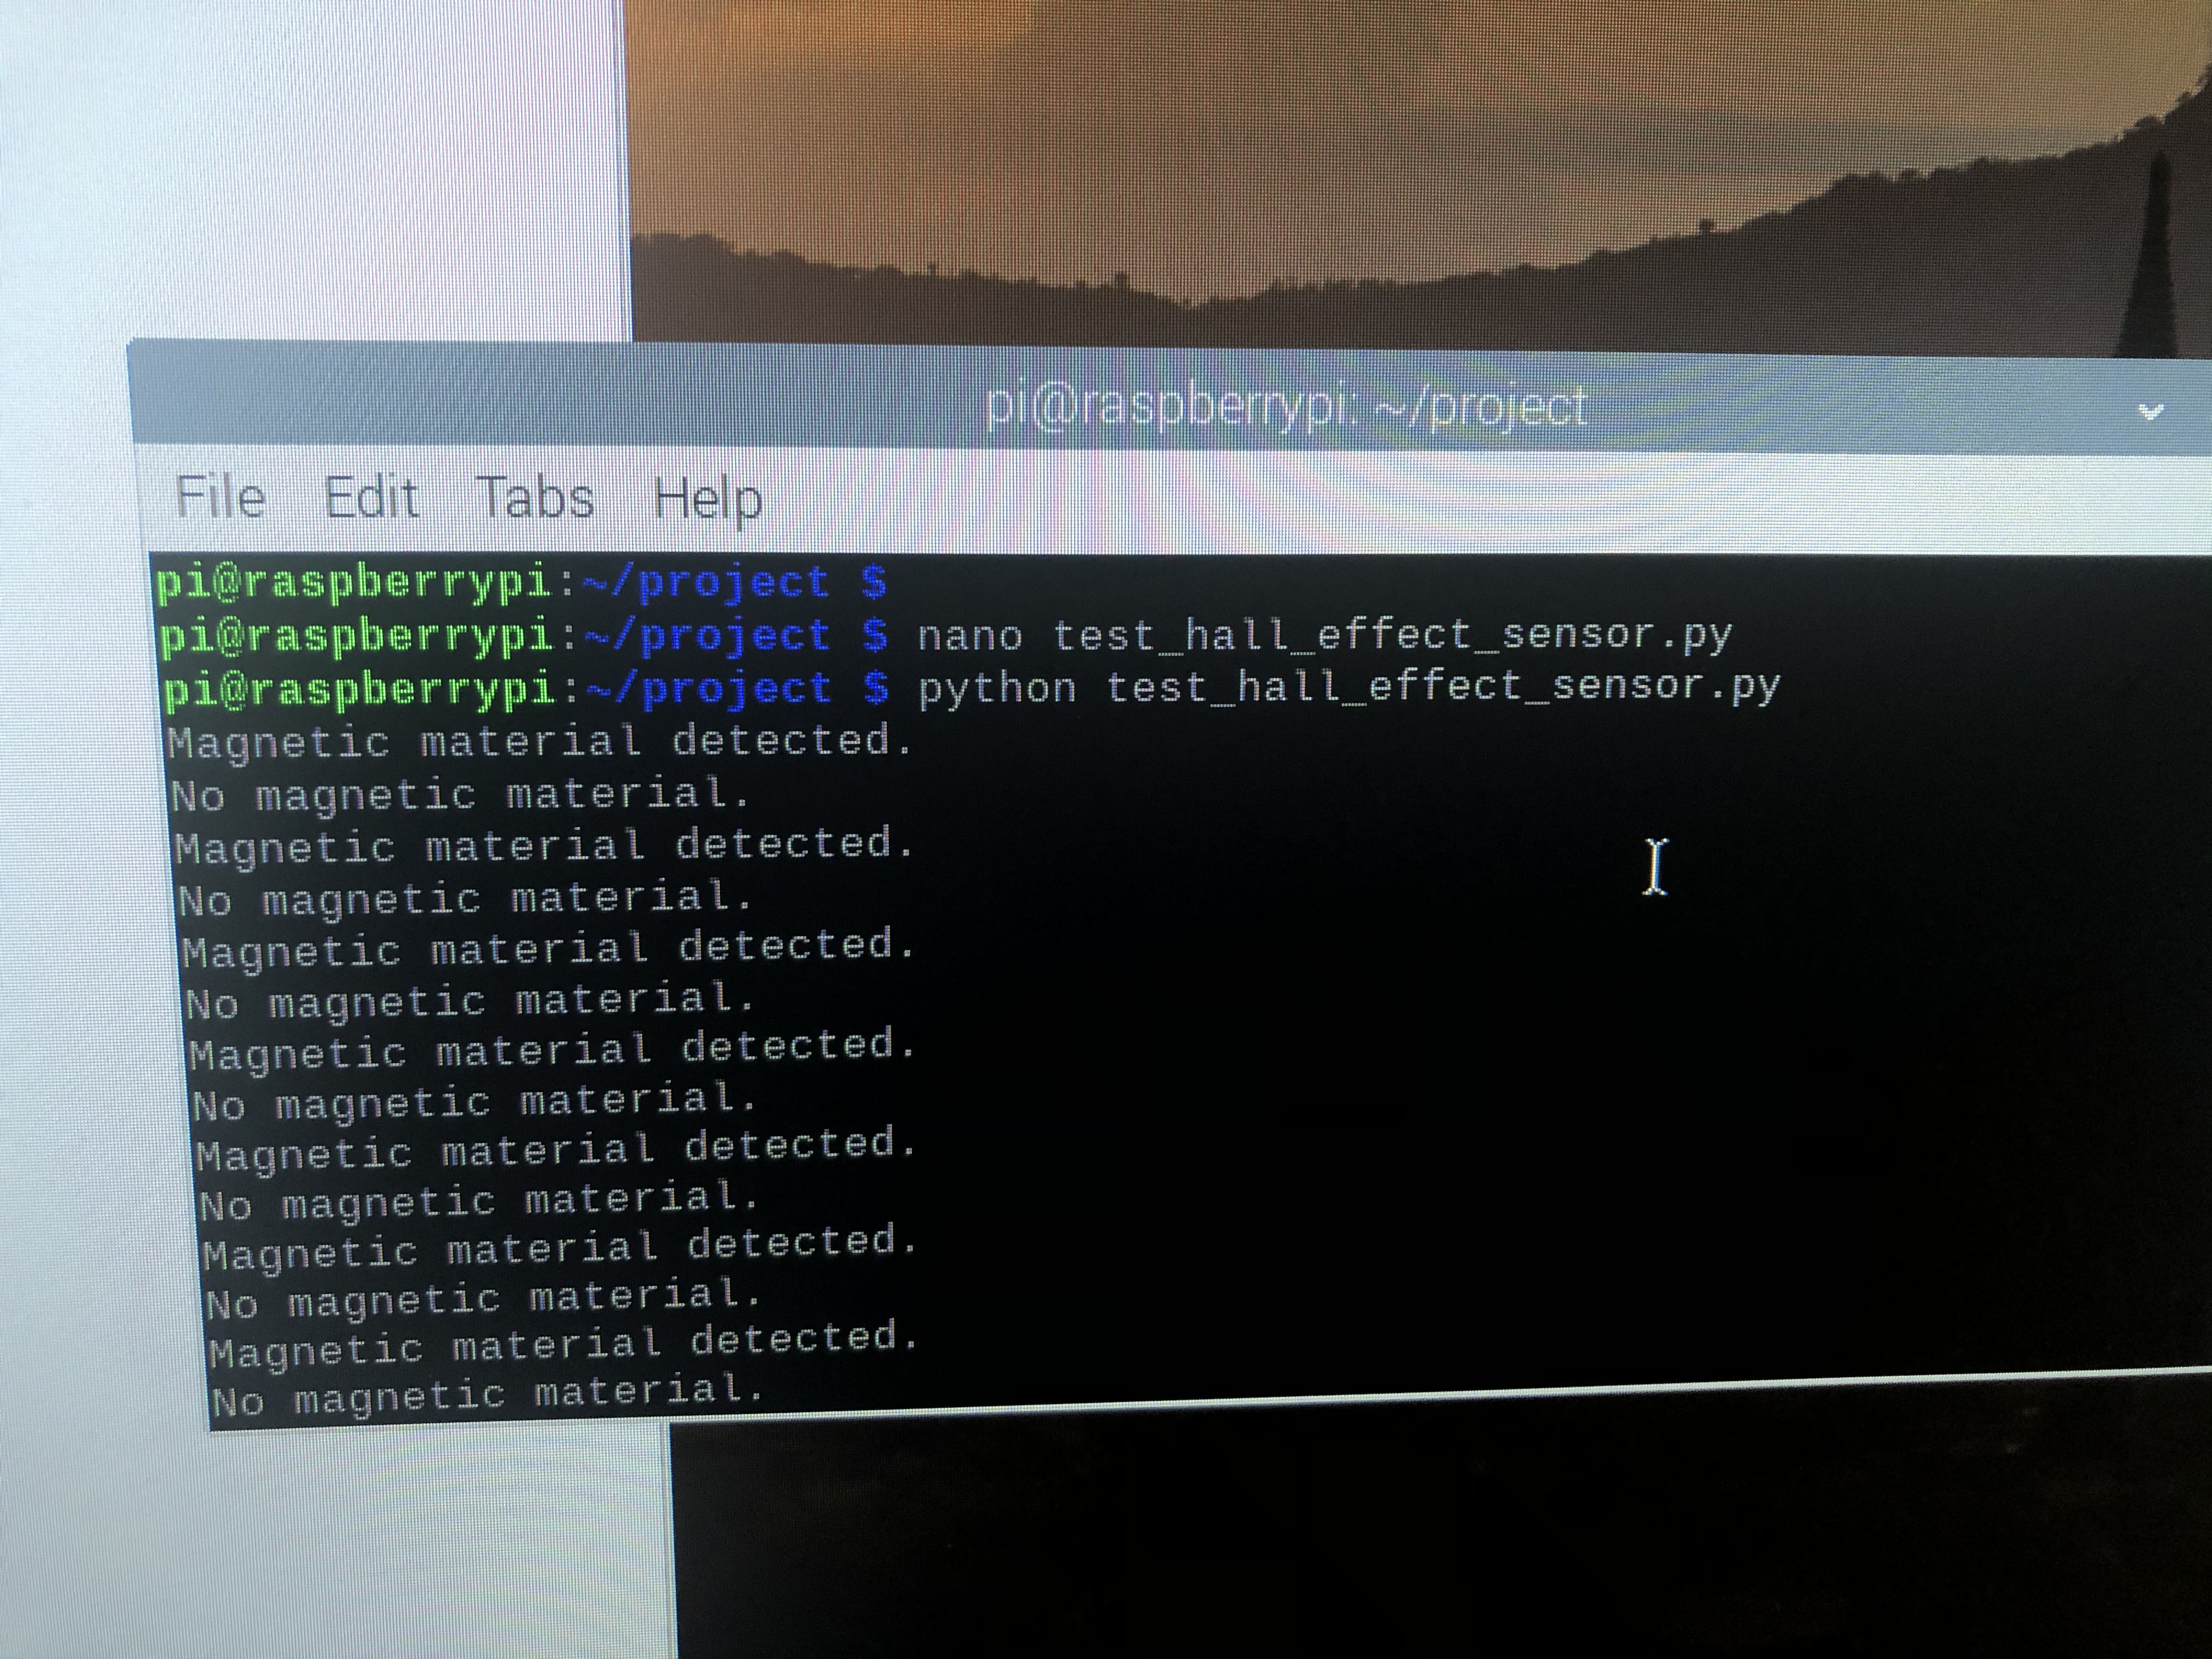 pi@raspberrypi: ~/project
File Edit Tabs Help
pi@raspberrypi:~/project $
pi@raspberrypi:~/project $ nano test_hall_effect_sensor.py
pi@raspberrypi:~/project $ python test_hall_effect_sensor.py
Magnetic material detected.
No magnetic material.
Magnetic material detected.
No magnetic material.
Magnetic material detected.
No magnetic material.
Magnetic material detected.
No magnetic material.
Magnetic material detected.
No magnetic material.
Magnetic material detected.
No magnetic material.
Magnetic material detected.
No magnetic material.